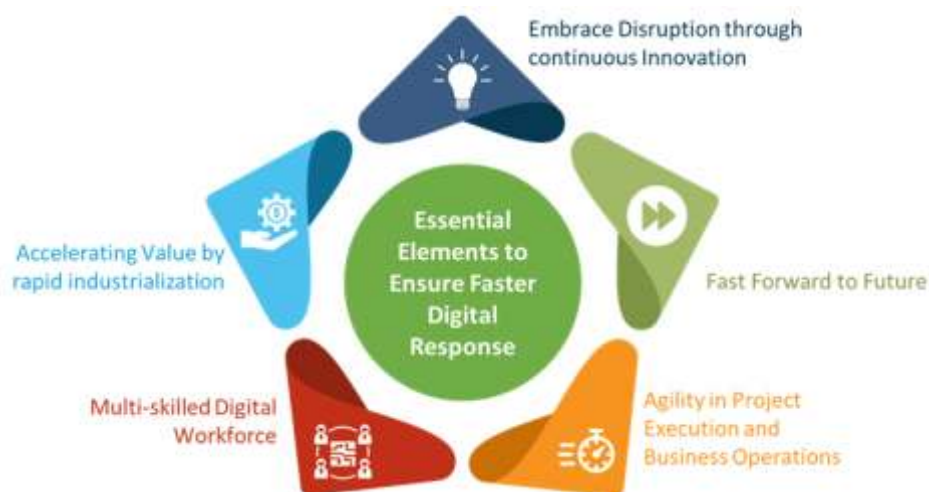 Embrace Disruption through
continuous Innovation
Essential
Elements to
Ensure Faster
Digital
Response
Accelerating Value by
rapid industrialization
Fast Forward to Future
Multi-skilled Digital
Workforce
Agility in Project
Execution and
Business Operations